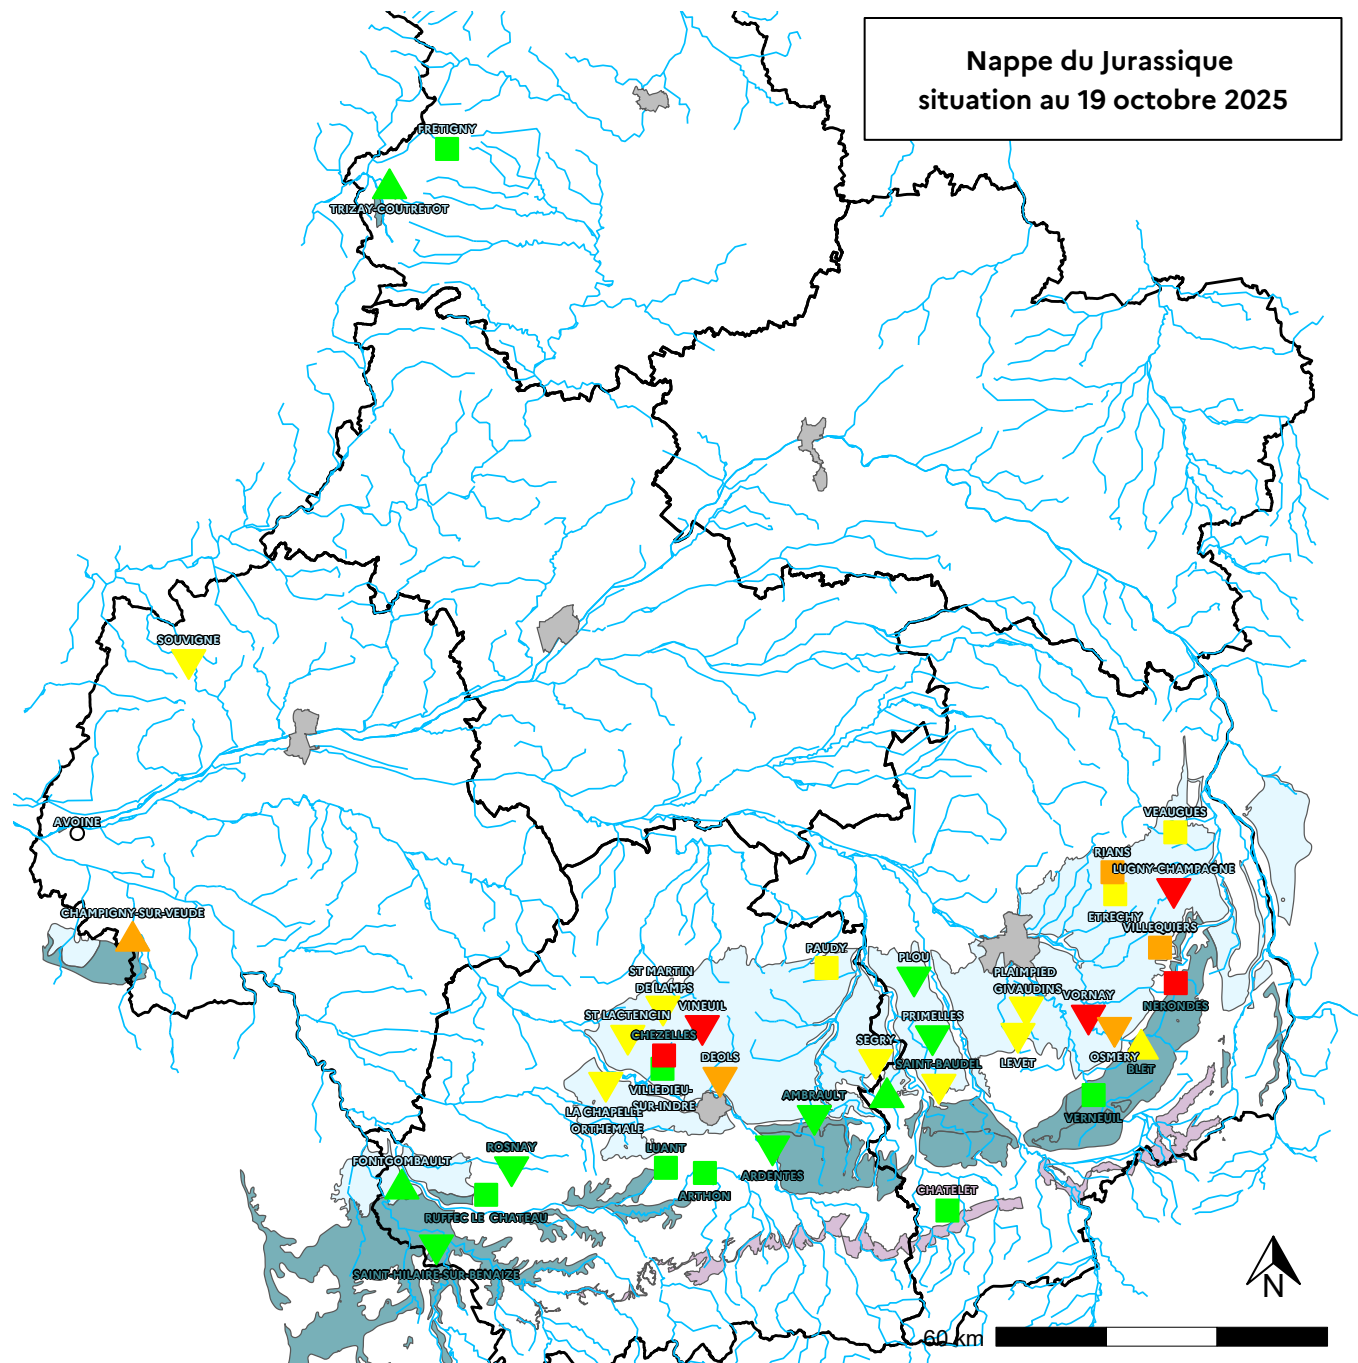 Nappe du Jurassique
situation au 19 octobre 2025
FRETIGNY
TRIZAY-COUTRETOT
SOUVIGNE
AVOINE
CHAMPIGNY-SUR-VEUDE
VEAUGUES
RIANS
LUGNY-CHAMPAGNE
ETRECHY
VILLEQUIERS
NERONDES
PAUDY
PLOU
PLAIMPIED
GIVAUDINS
VORNAY
ST MARTIN
DE LAMPS
VINEUIL
ST LACTENCIN
CHEZELLES
DEOLS
PRIMELLES
SEGRY
SAINT-BAUDEL
LEVET
OSMERY
BLET
VILLEDIEU-
SUR-INDRE
LA CHAPELLE
ORTHEMALE
AMBRAULT
VERNEUIL
ROSNAY
LUANT
FONTGOMBAULT
ARDENTES
ARTHON
CHATELET
RUFFEC LE CHATEAU
SAINT-HILAIRE-SUR-BENAIZE
N
60 km